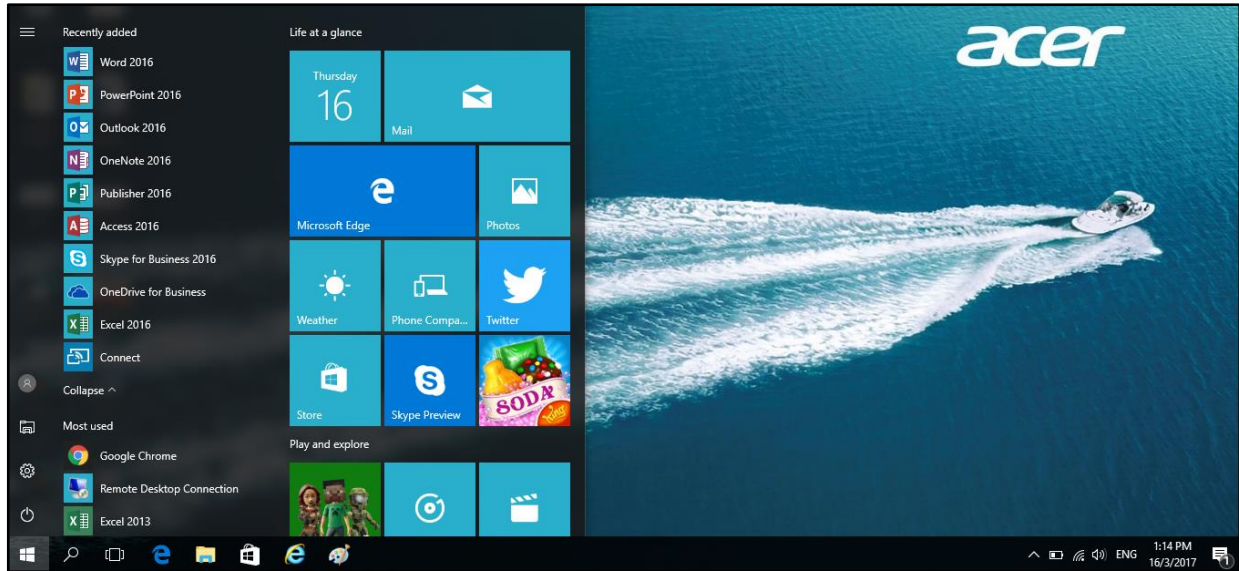 Recently added
Word 2016
PowerPoint 2016
Outlook 2016
OneNote 2016
Publisher 2016
Access 2016
Skype for Business 2016
OneDrive for Business
Excel 2016
Connect
Collapse
Most used
Google Chrome
Remote Desktop Connection
Excel 2013
Life at a glance
Thursday
16
Mail
Microsoft Edge
Photos
Weather
Phone Compa...
Twitter
Store
Skype Preview
SODA
King
Play and explore
acer
ENG
1:14 PM
16/3/2017
1